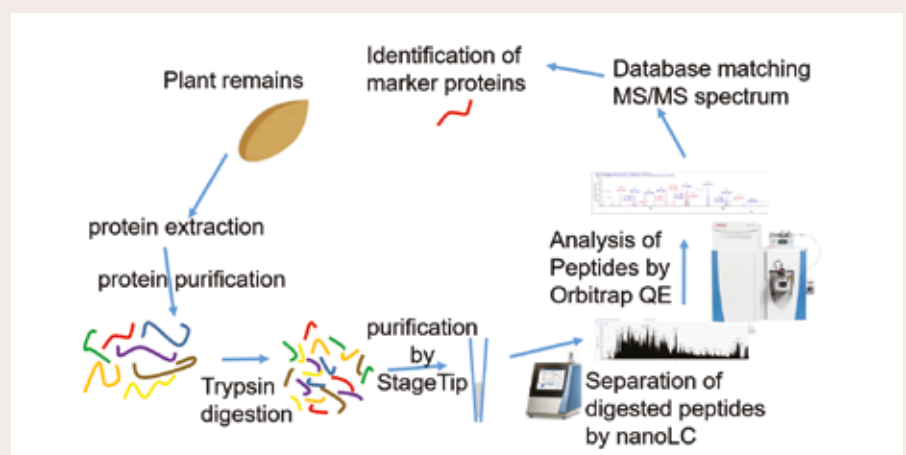 Plant remains
protein extraction
protein purification
Trypsin
digestion
purification
by
StageTip
Separation of
digested peptides
by nanoLC
Analysis of
Peptides by
Orbitrap QE
Database matching
MS/MS spectrum
Identification of
marker proteins